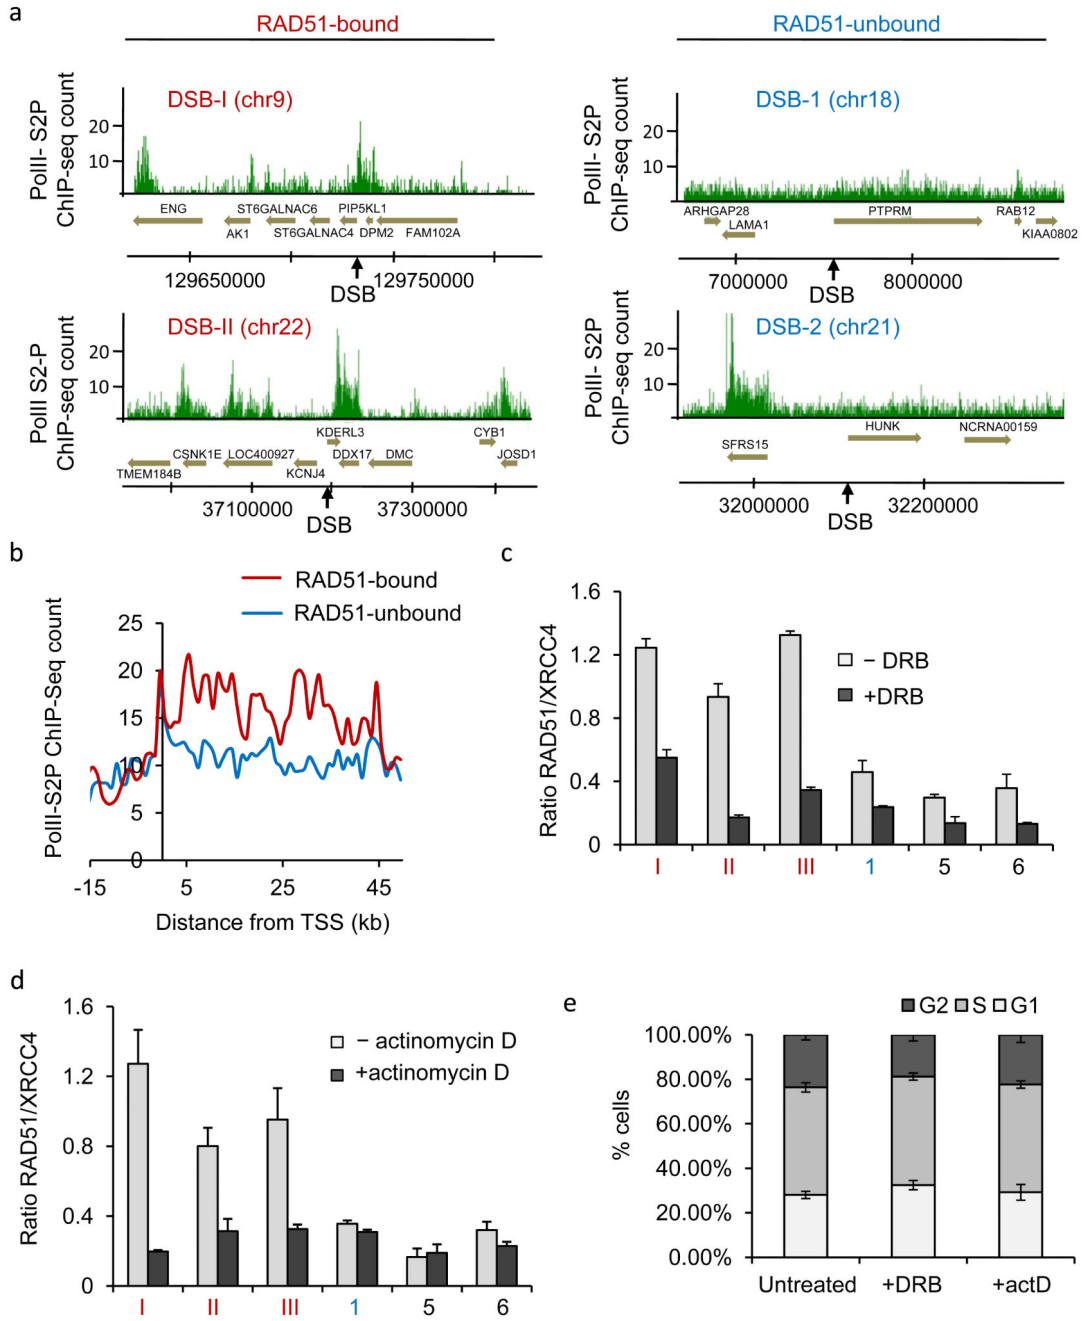 a
RAD51-bound
RAD51-unbound
PolII- S2P
ChIP-seq count
DSB-I (chr9)
20
10
ENG
ST6GALNAC6
PIP5KL1
AK1
ST6GALNAC4
DPM2
FAM102A
129650000
129750000
DSB
PolII- S2P
ChIP-seq count
DSB-1 (chr18)
20
10
ARHGAP28
PTPRM
RAB12
LAMA1
KIAA0802
7000000
8000000
DSB
PolII S2-P
ChIP-seq count
DSB-II (chr22)
20
10
KDERL3
CYB1
CSNK1E
LOC400927
DDX17
DMC
JOSD1
TMEM184B
KCNJ4
37100000
37300000
DSB
PolII- S2P
ChIP-seq count
DSB-2 (chr21)
20
10
HUNK
NCRNA00159
SFRS15
32000000
32200000
DSB
b
RAD51-bound
RAD51-unbound
PolII-S2P ChIP-Seq count
25
20
15
10
5
0
-15
5
25
45
Distance from TSS (kb)
c
Ratio RAD51/XRCC4
1.6
1.2
0.8
0.4
0
– DRB
+DRB
I
II
III
1
5
6
d
Ratio RAD51/XRCC4
1.6
1.2
0.8
0.4
0
– actinomycin D
+actinomycin D
I
II
III
1
5
6
e
G2
S
G1
% cells
100.00%
80.00%
60.00%
40.00%
20.00%
0.00%
Untreated
+DRB
+actD